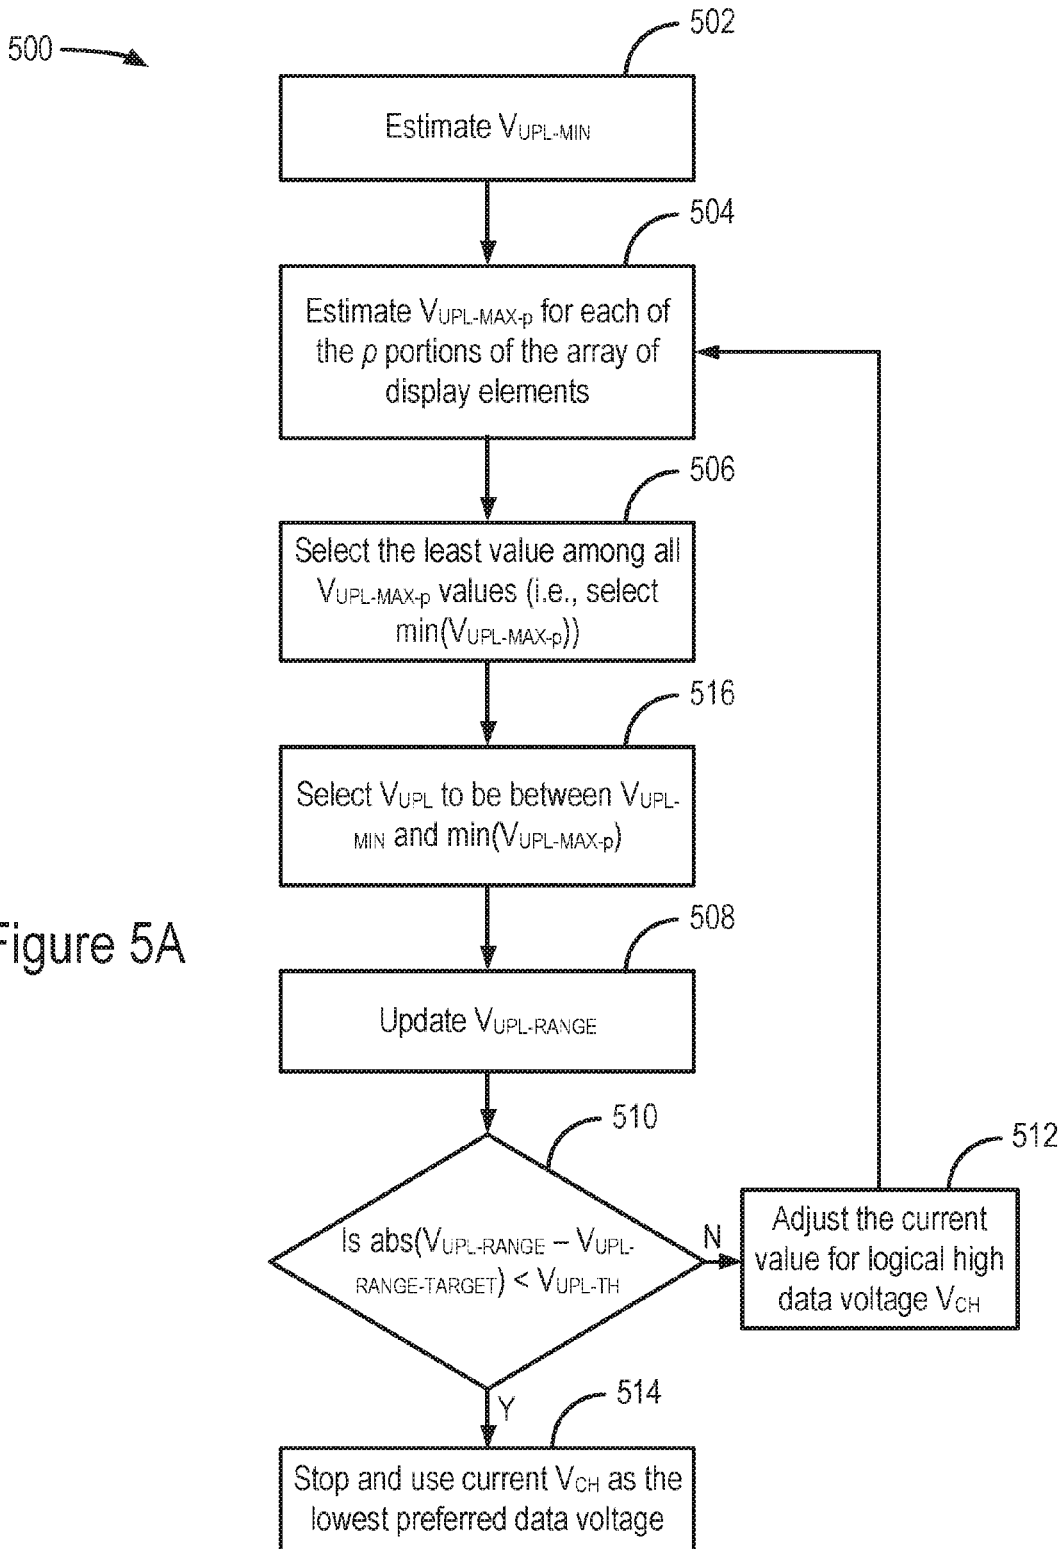 500
502
Estimate VUPL-MIN
504
Estimate VUPL-MAX-p for each of
the p portions of the array of
display elements
506
Select the least value among all
VUPL-MAX-p values (i.e., select
min(VUPL-MAX-p))
516
Select VUPL to be between VUPL-
MIN and min(VUPL-MAX-p)
508
Figure 5A
Update VUPL-RANGE
510
512
Is abs(VUPL-RANGE – VUPL-
RANGE-TARGET) < VUPL-TH
N
Adjust the current
value for logical high
data voltage VCH
Y
514
Stop and use current VCH as the
lowest preferred data voltage